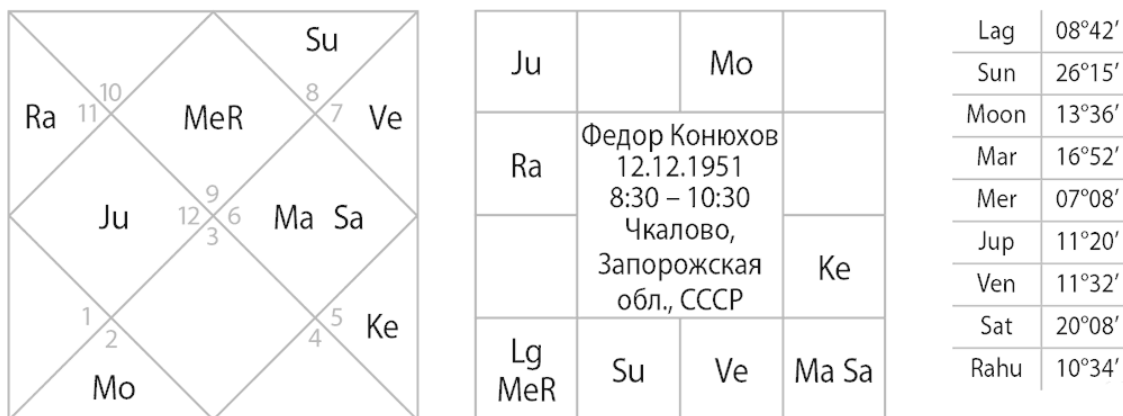 Su
10
8
Ra
11
MeR
7
Ve
9
Ju
12
6
Ma Sa
3
1
5
Ke
2
4
Mo
Ju
Mo
Ra
Федор Конюхов
12.12.1951
8:30 – 10:30
Чкалово,
Запорожская
обл., СССР
Ke
Lg
MeR
Su
Ve
Ma Sa
Lag 08°42′
Sun 26°15′
Moon 13°36′
Mar 16°52′
Mer 07°08′
Jup 11°20′
Ven 11°32′
Sat 20°08′
Rahu 10°34′